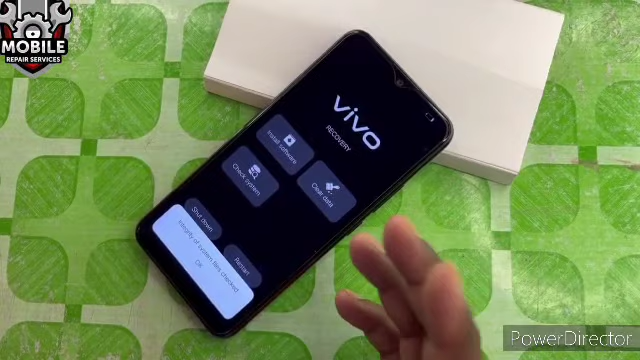 MOBILE
REPAIR SERVICES
vivo
RECOVERY
Install software
Clear data
Check system
Shut down
Restart
Integrity of system files checked
OK
PowerDirector